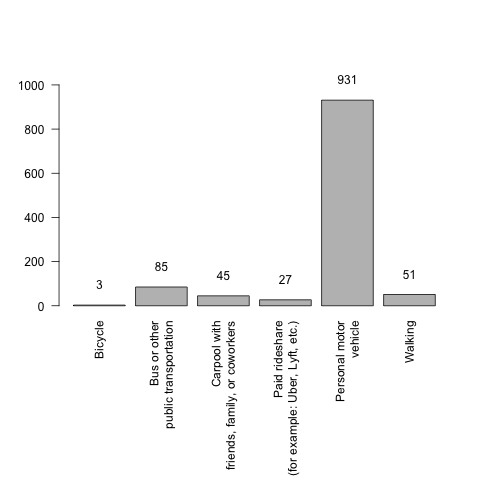 931
1000
800
600
400
200
0
3
85
45
27
51
Bicycle
Bus or other
public transportation
Carpool with
friends, family, or coworkers
Paid rideshare
(for example: Uber, Lyft, etc.)
Personal motor
vehicle
Walking